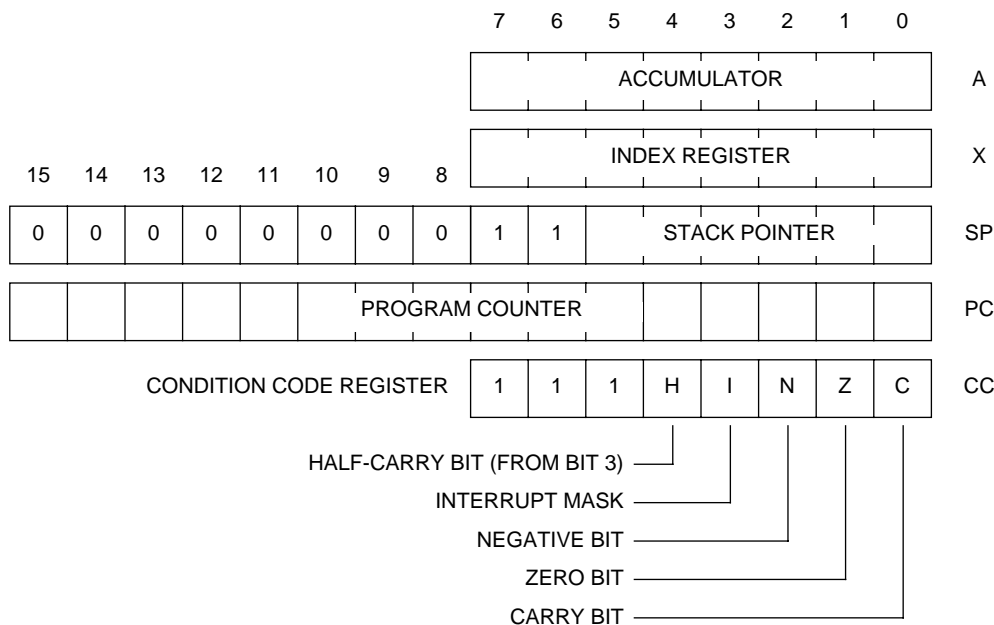 7 6 5 4 3 2 1 0
ACCUMULATOR A
INDEX REGISTER X
15 14 13 12 11 10 9 8
0 0 0 0 0 0 0 0 1 1 STACK POINTER SP
PROGRAM COUNTER PC
CONDITION CODE REGISTER 1 1 1 H I N Z C CC
HALF-CARRY BIT (FROM BIT 3)
INTERRUPT MASK
NEGATIVE BIT
ZERO BIT
CARRY BIT